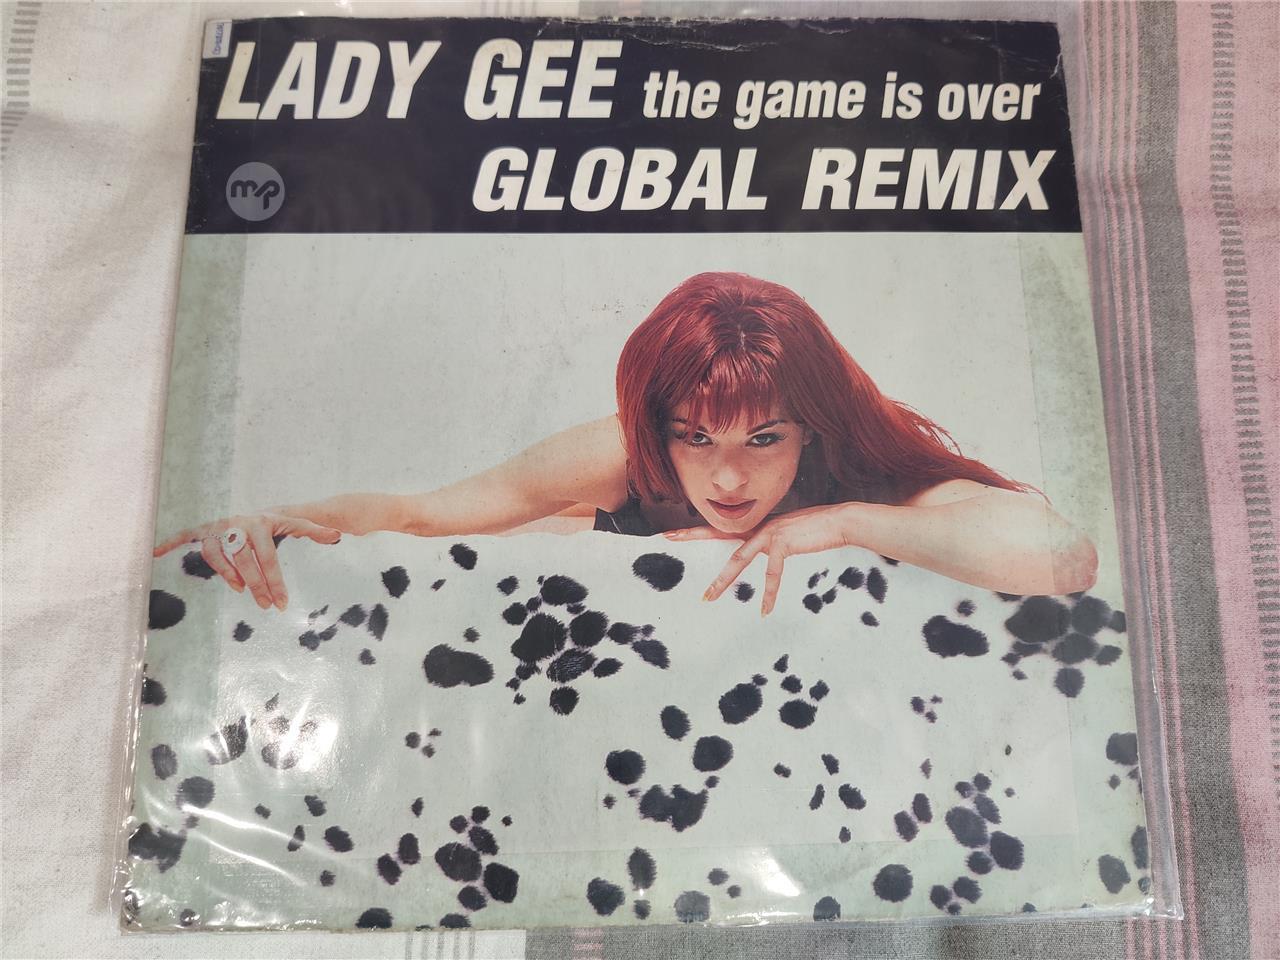 LADY GEE the game is over
GLOBAL REMIX
mp